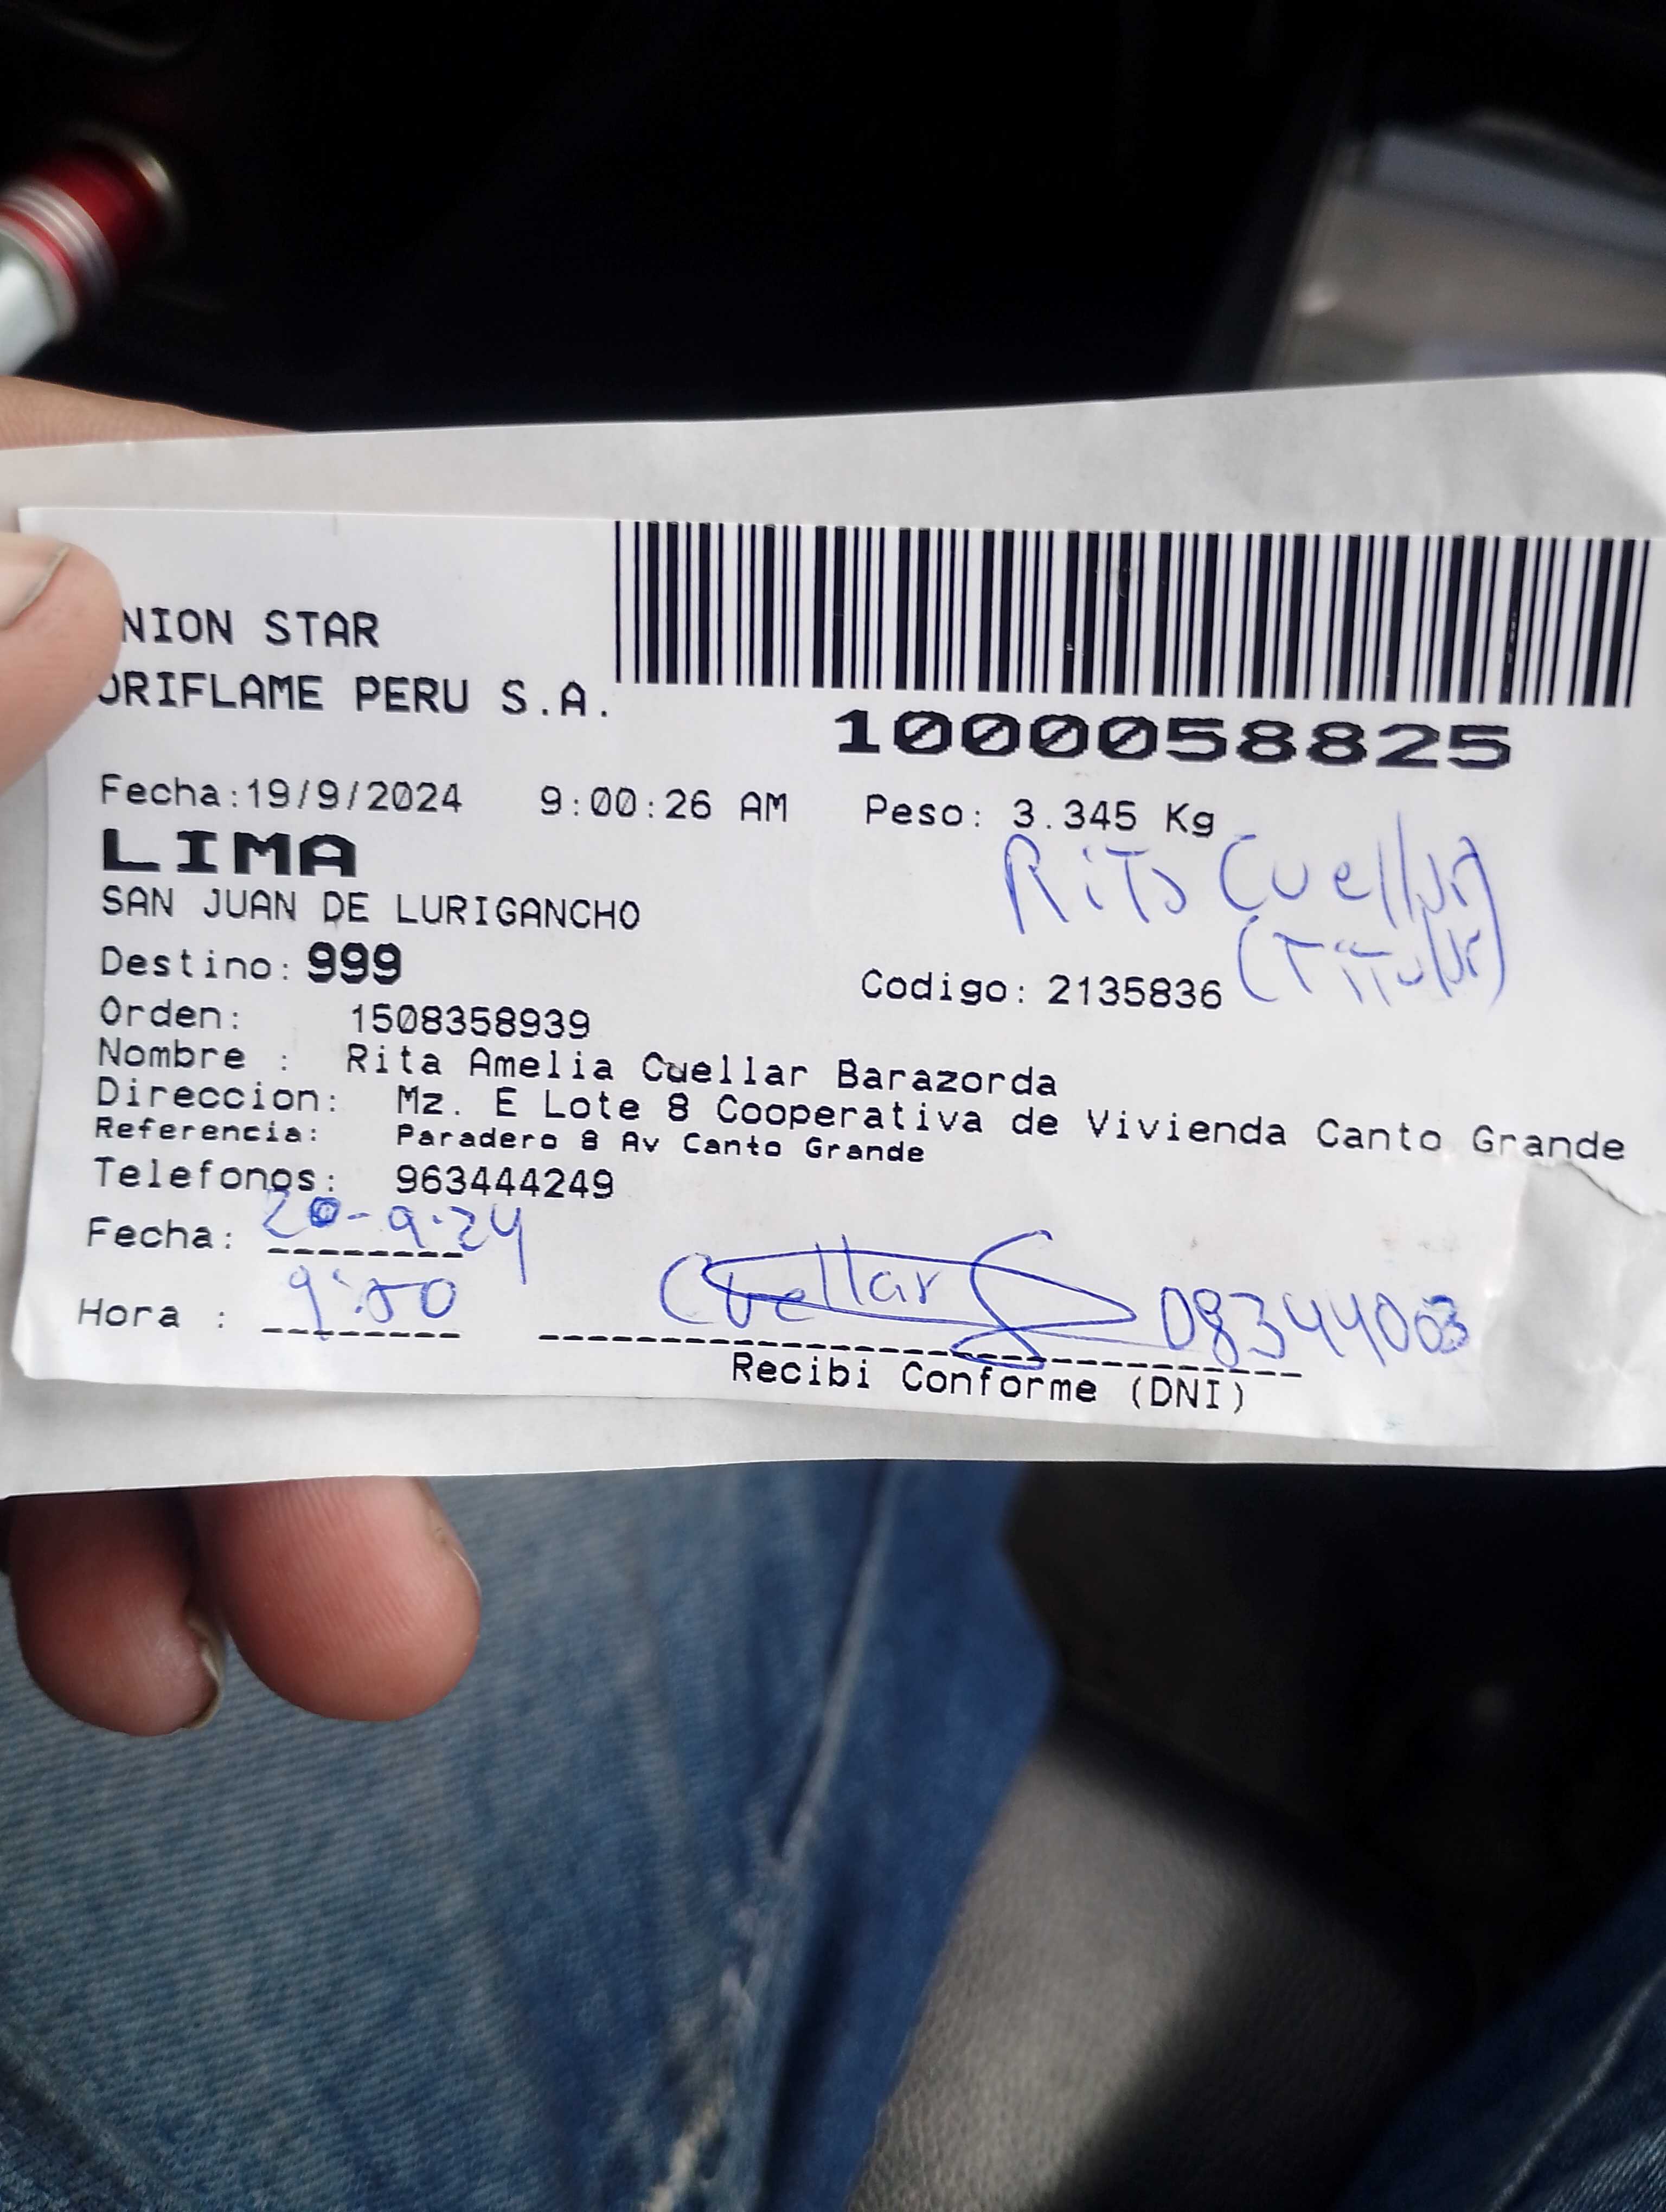 NION STAR
ORIFLAME PERU S.A.
1000058825
Fecha:19/9/2024 9:00:26 AM Peso: 3.345 Kg
LIMA
Rita Cuellar
SAN JUAN DE LURIGANCHO
(Titular)
Destino: 999
Codigo: 2135836
Orden: 1508358939
Nombre : Rita Amelia Cuellar Barazorda
Direccion: Mz. E Lote 8 Cooperativa de Vivienda Canto Grande
Referencia: Paradero 8 Av Canto Grande
Telefonos: 963444249
Fecha: 20-9-24
Hora : 9:50 Cuellar
Recibi Conforme (DNI)